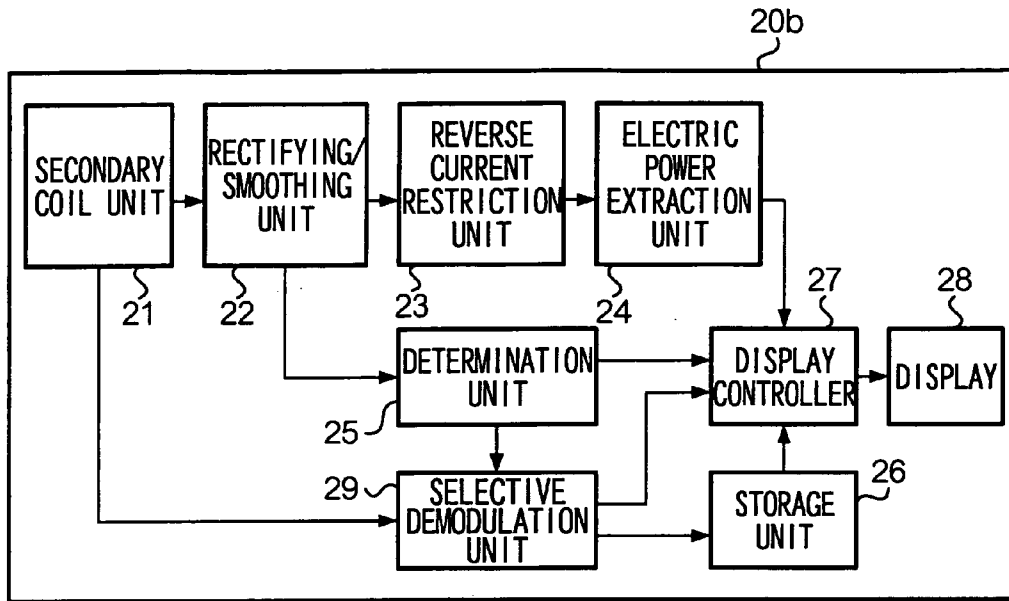 20b
SECONDARY
COIL UNIT
RECTIFYING/
SMOOTHING
UNIT
REVERSE
CURRENT
RESTRICTION
UNIT
ELECTRIC
POWER
EXTRACTION
UNIT
21
22
23
24
27
28
DETERMINATION
UNIT
DISPLAY
CONTROLLER
DISPLAY
25
29
SELECTIVE
DEMODULATION
UNIT
STORAGE
UNIT
26